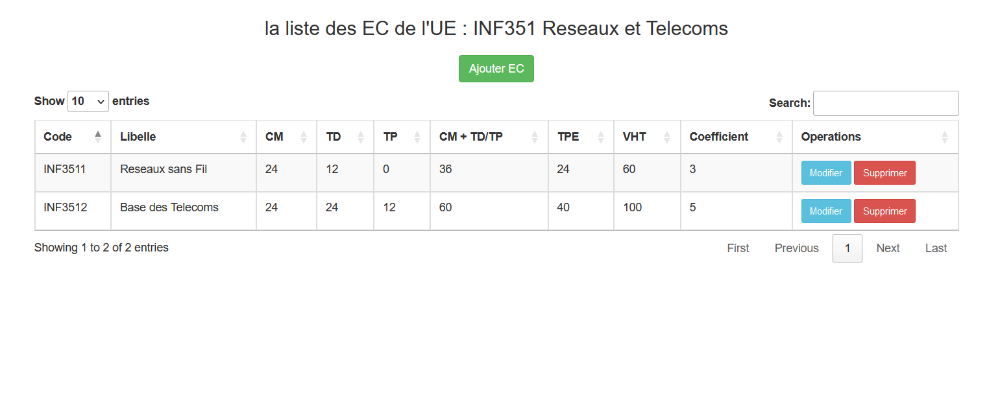 la liste des EC de l'UE : INF351 Reseaux et Telecoms
Ajouter EC
Show 10 entries
Search:
Code Libelle CM TD TP CM + TD/TP TPE VHT Coefficient Operations
INF3511 Reseaux sans Fil 24 12 0 36 24 60 3 Modifier Supprimer
INF3512 Base des Telecoms 24 24 12 60 40 100 5 Modifier Supprimer
Showing 1 to 2 of 2 entries
First Previous 1 Next Last